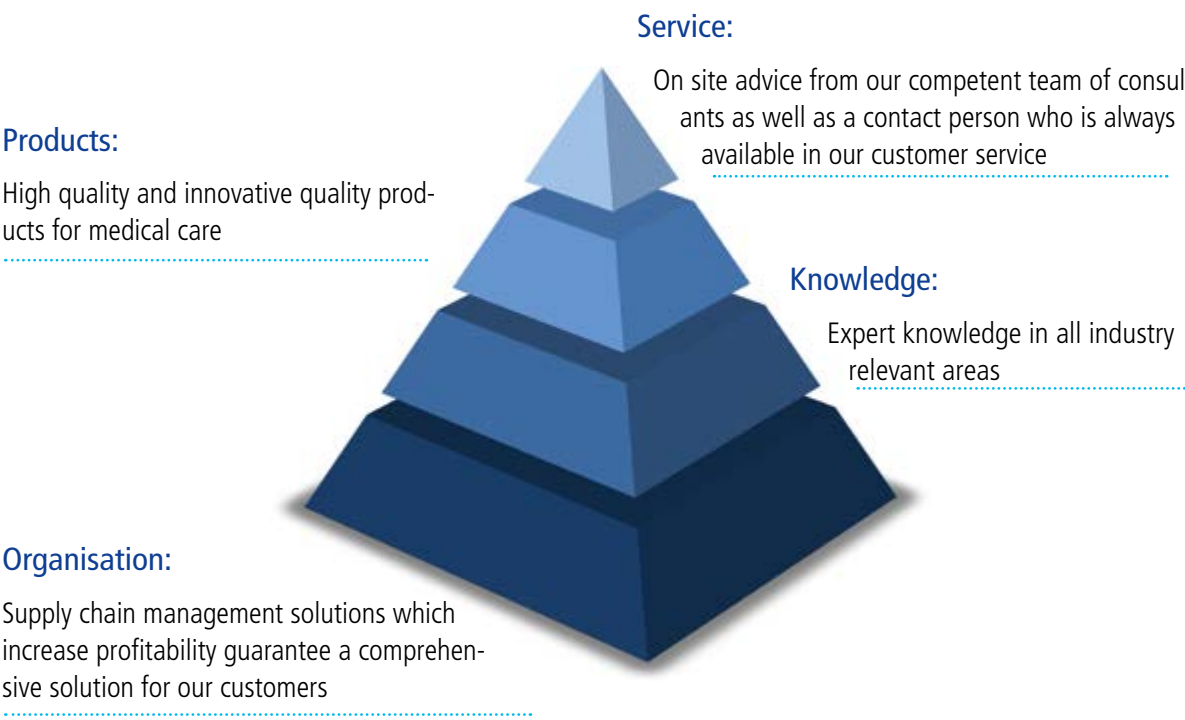 Service:
On site advice from our competent team of consul
ants as well as a contact person who is always
available in our customer service
Products:
High quality and innovative quality prod-
ucts for medical care
Knowledge:
Expert knowledge in all industry
relevant areas
Organisation:
Supply chain management solutions which
increase profitability guarantee a comprehen-
sive solution for our customers